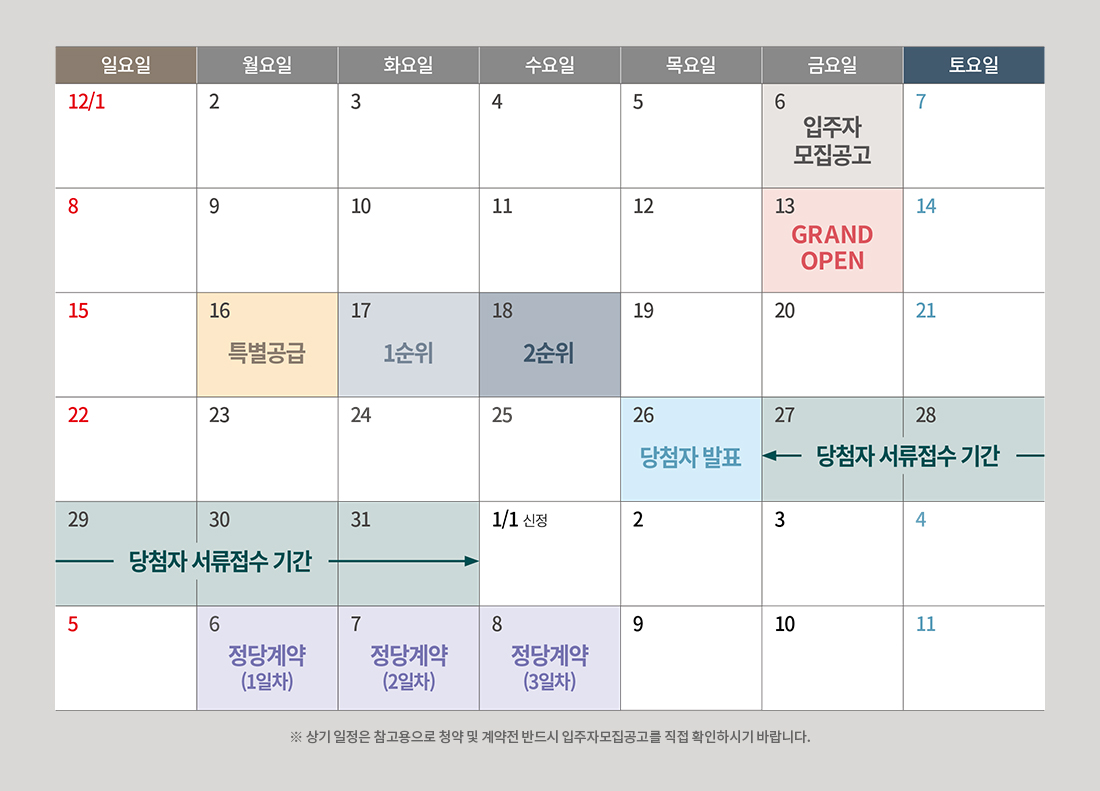 일요일 월요일 화요일 수요일 목요일 금요일 토요일
12/1 2 3 4 5 6 7
입주자
모집공고
8 9 10 11 12 13 14
GRAND
OPEN
15 16 17 18 19 20 21
특별공급 1순위 2순위
22 23 24 25 26 27 28
당첨자 발표 당첨자 서류접수 기간
29 30 31 1/1 신정 2 3 4
당첨자 서류접수 기간
5 6 7 8 9 10 11
정당계약 정당계약 정당계약
(1일차) (2일차) (3일차)
※ 상기 일정은 참고용으로 청약 및 계약전 반드시 입주자모집공고를 직접 확인하시기 바랍니다.